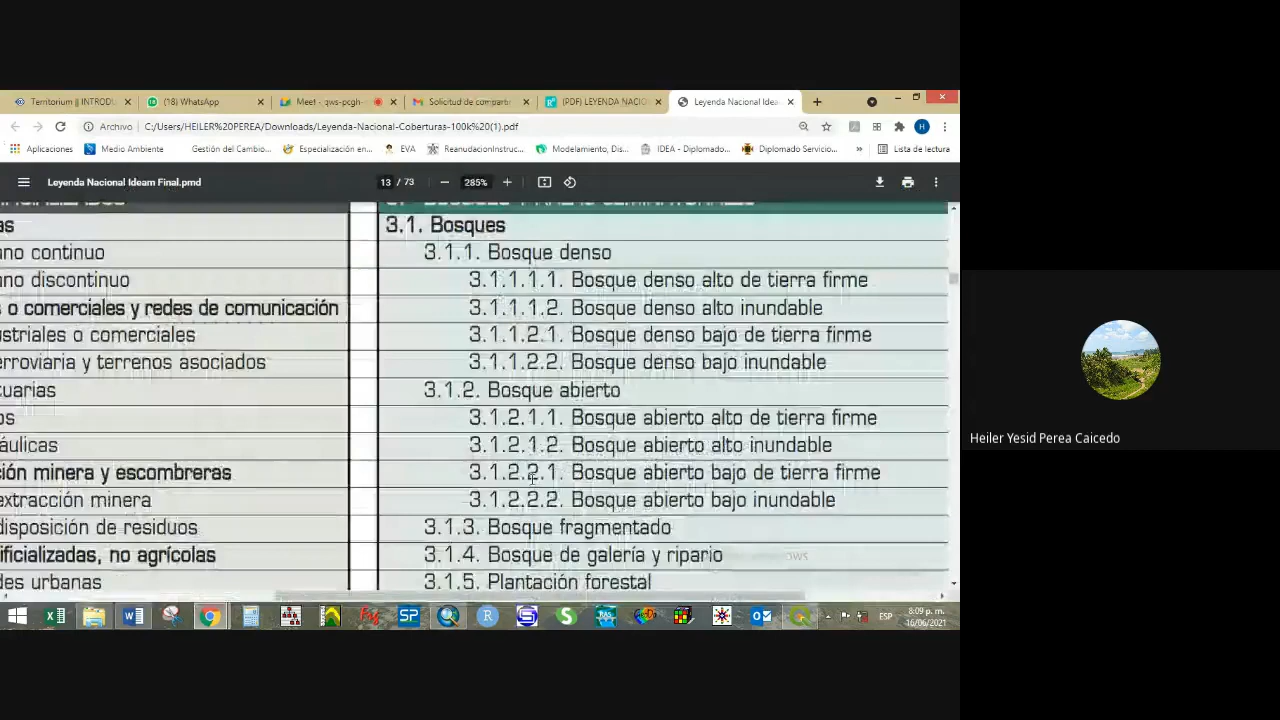 Territorium || INTRODU
(18) WhatsApp
Meet - qws-pcgh-
Solicitud de compartir
(PDF) LEYENDA NACIO
Leyenda Nacional Idea
Archivo
C:/Users/HEILER%20PEREA/Downloads/Leyenda-Nacional-Coberturas-100k%20(1).pdf
Aplicaciones
Medio Ambiente
Gestión del Cambio...
Especialización en...
EVA
ReanudacionInstruc...
Modelamiento, Dis...
IDEA - Diplomado...
Diplomado Servicio...
Lista de lectura
Leyenda Nacional Ideam Final.pmd
13 / 73
285%
as
ano continuo
ano discontinuo
s o comerciales y redes de comunicación
ustriales o comerciales
erroviaria y terrenos asociados
tuarias
os
áulicas
ción minera y escombreras
extracción minera
disposición de residuos
ificializadas, no agrícolas
des urbanas
3.1. Bosques
3.1.1. Bosque denso
3.1.1.1.1. Bosque denso alto de tierra firme
3.1.1.1.2. Bosque denso alto inundable
3.1.1.2.1. Bosque denso bajo de tierra firme
3.1.1.2.2. Bosque denso bajo inundable
3.1.2. Bosque abierto
3.1.2.1.1. Bosque abierto alto de tierra firme
3.1.2.1.2. Bosque abierto alto inundable
3.1.2.2.1. Bosque abierto bajo de tierra firme
3.1.2.2.2. Bosque abierto bajo inundable
3.1.3. Bosque fragmentado
3.1.4. Bosque de galería y ripario
3.1.5. Plantación forestal
ESP
8:09 p. m.
16/06/2021
Heiler Yesid Perea Caicedo